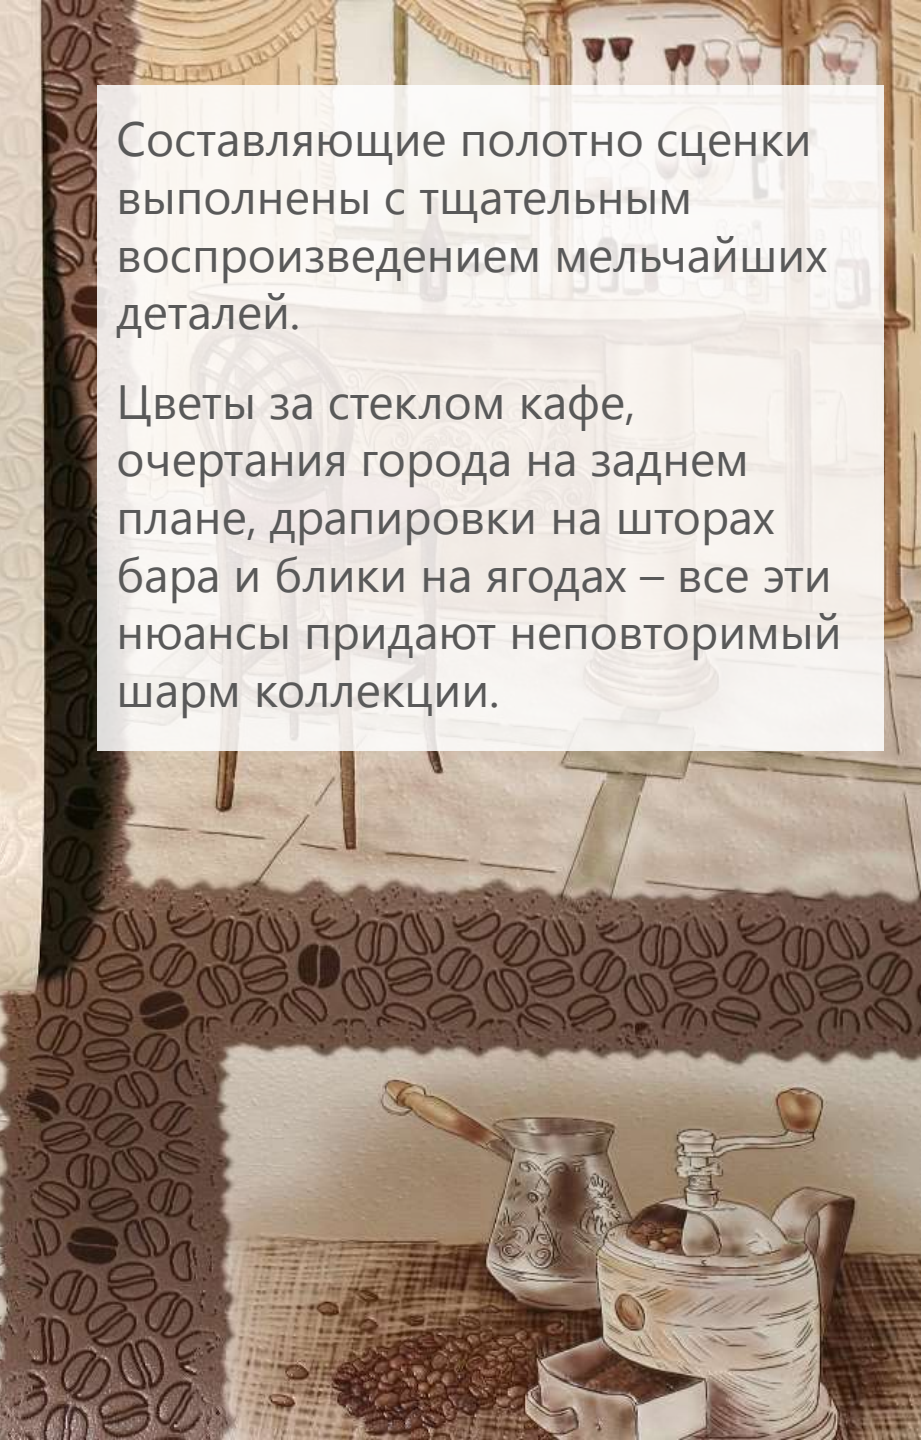 Составляющие полотно сценки
выполнены с тщательным
воспроизведением мельчайших
деталей.
Цветы за стеклом кафе,
очертания города на заднем
плане, драпировки на шторах
бара и блики на ягодах – все эти
нюансы придают неповторимый
шарм коллекции.